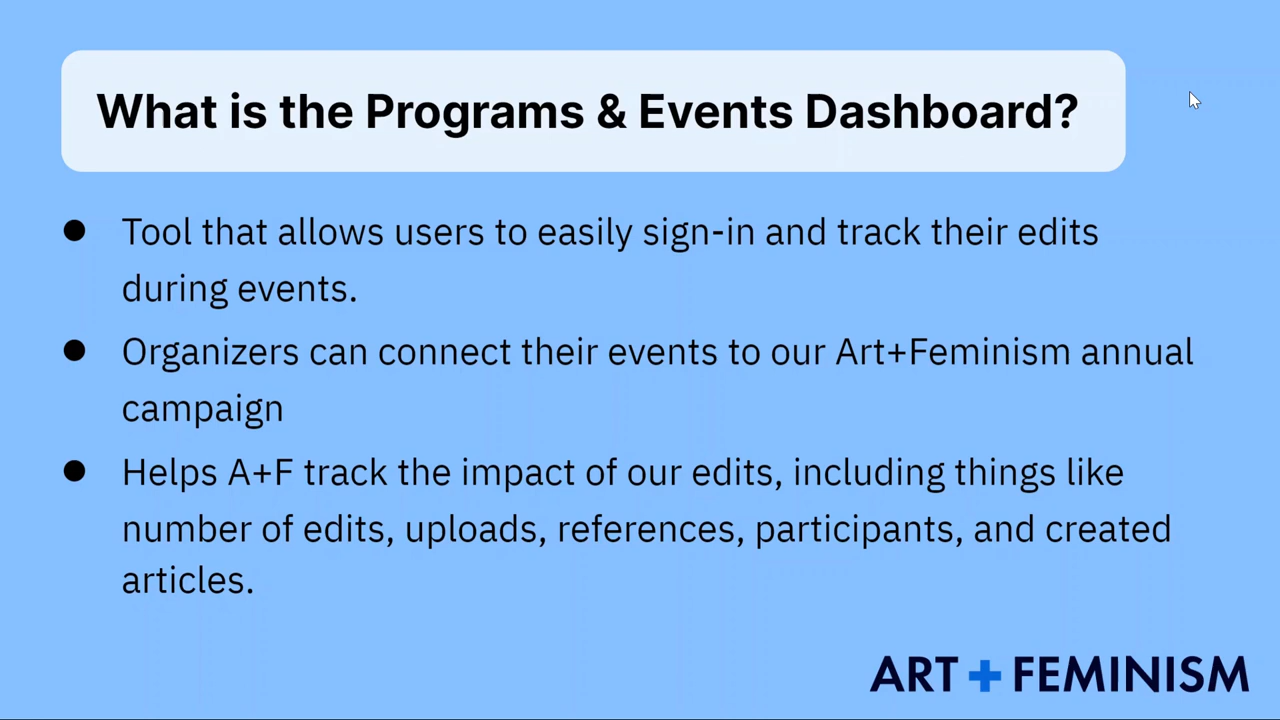 What is the Programs & Events Dashboard?
● Tool that allows users to easily sign-in and track their edits
during events.
● Organizers can connect their events to our Art+Feminism annual
campaign
● Helps A+F track the impact of our edits, including things like
number of edits, uploads, references, participants, and created
articles.
ART + FEMINISM